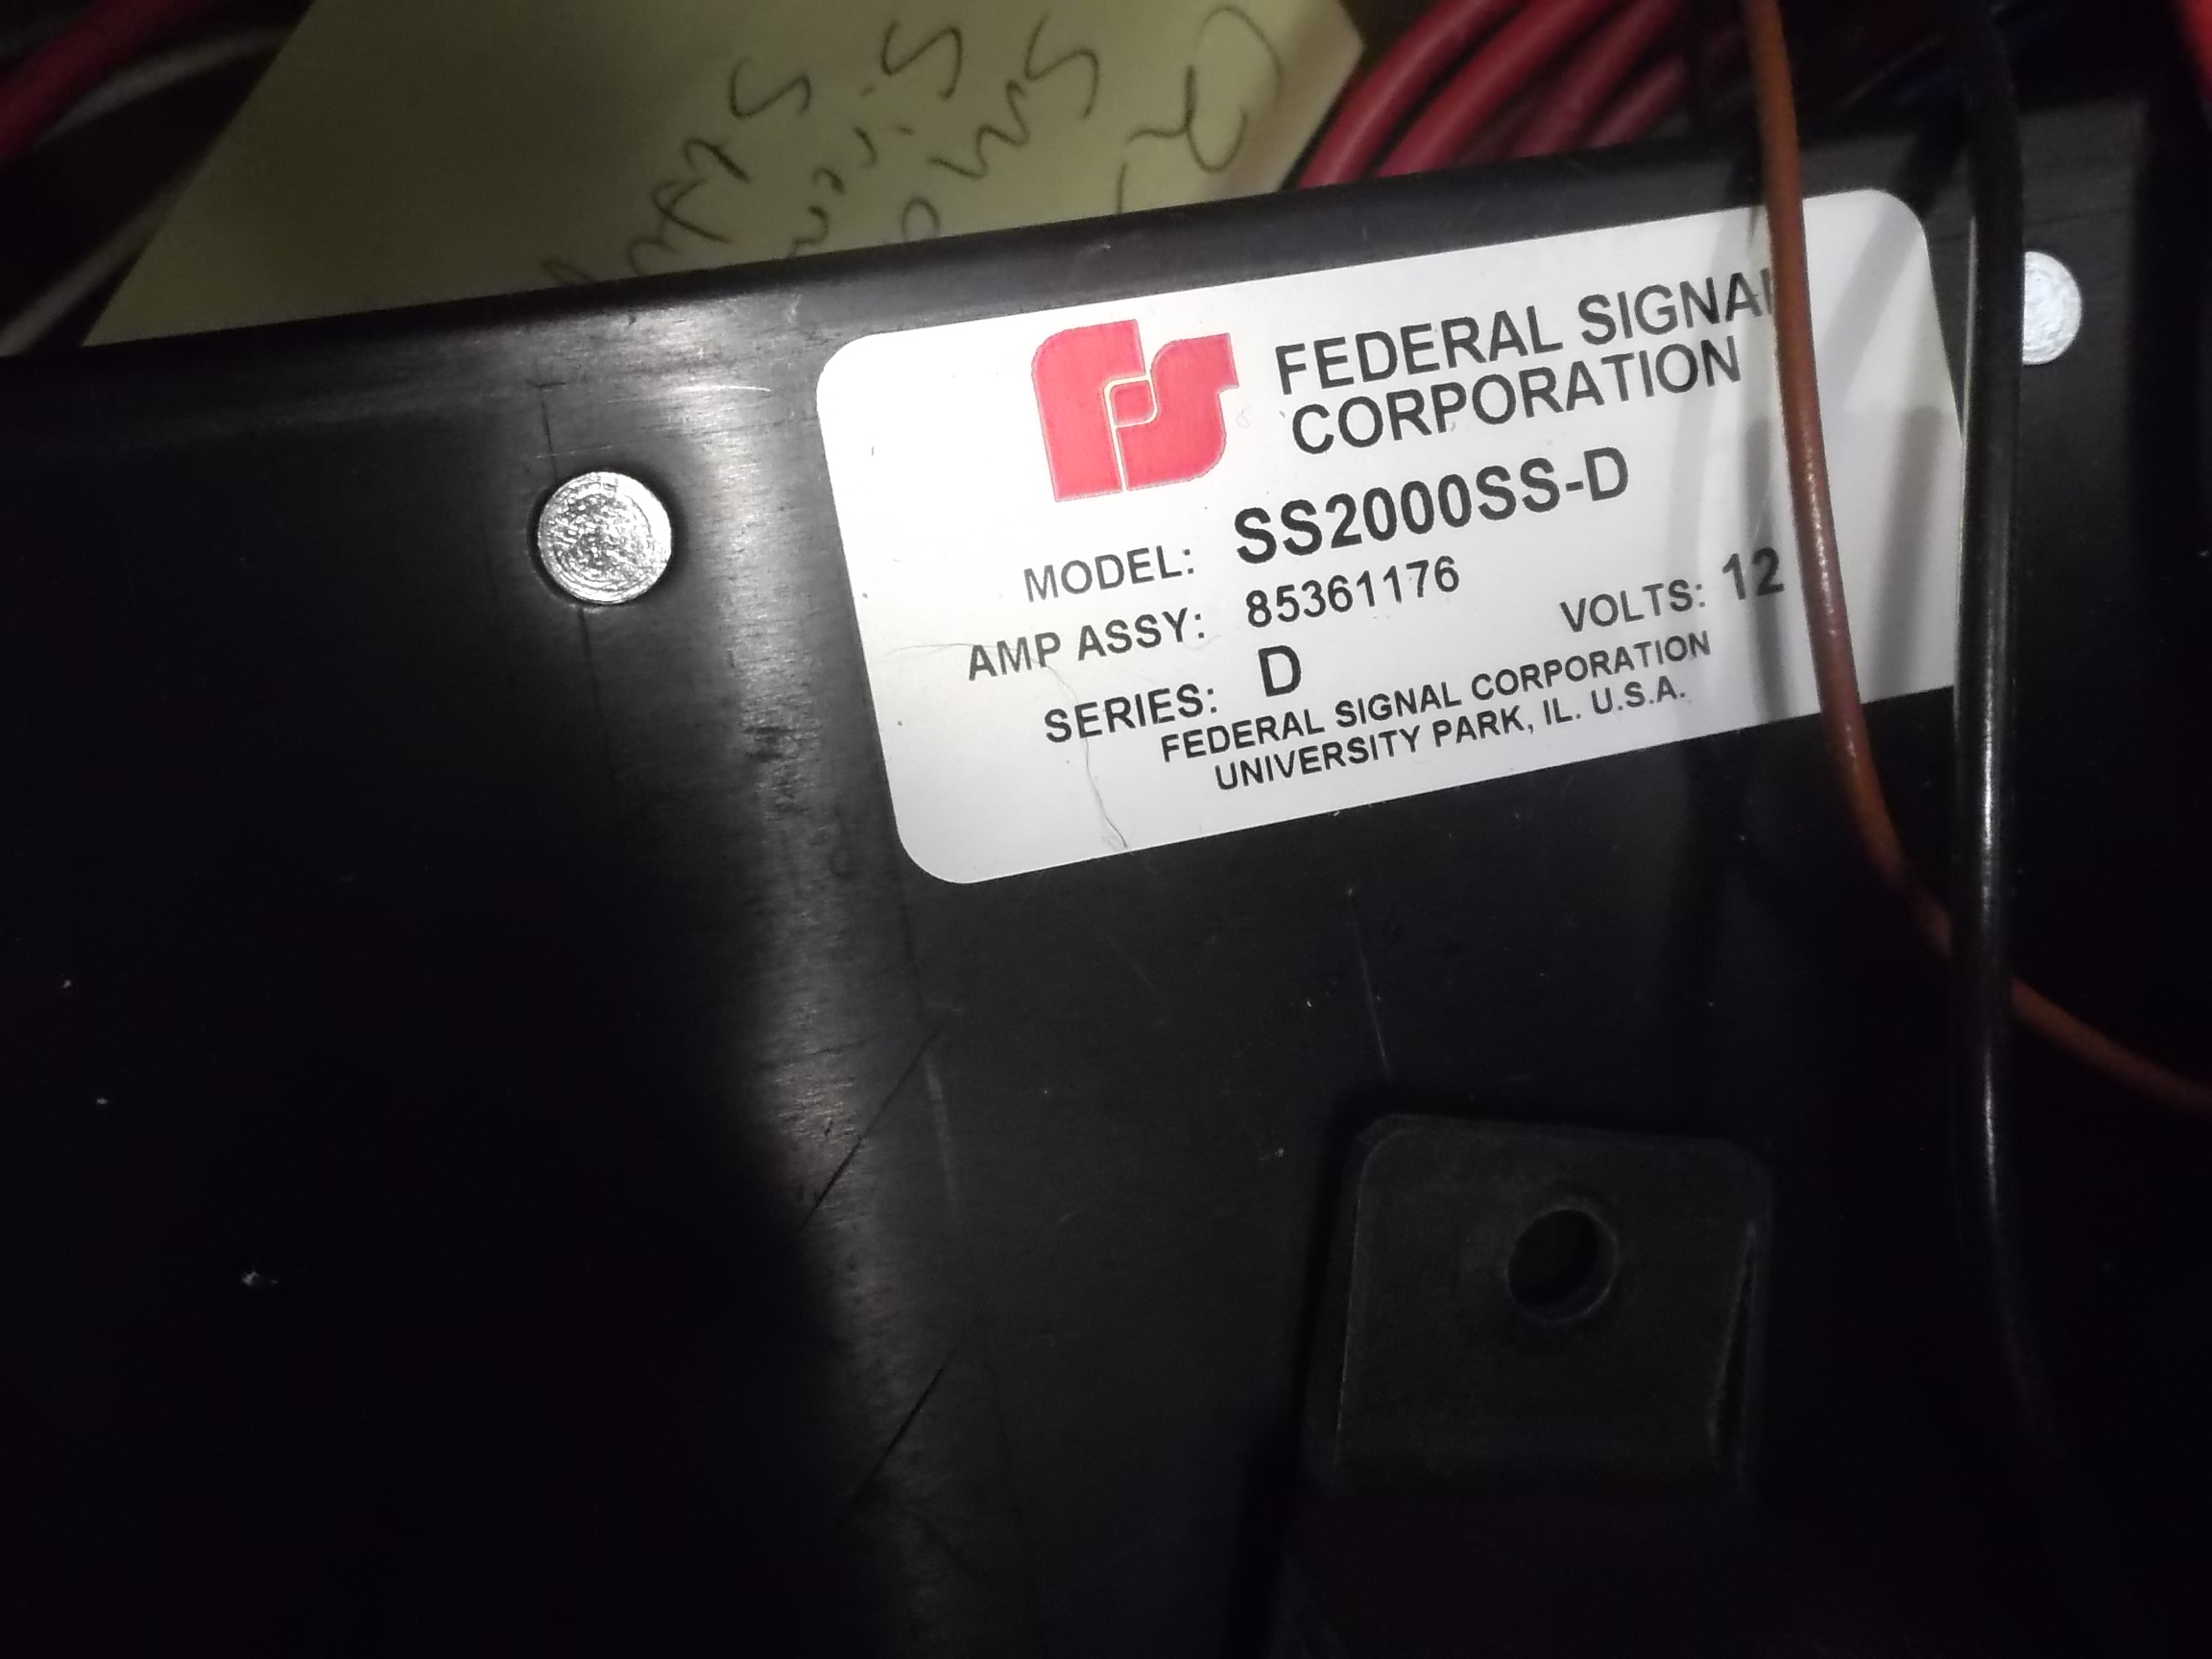 FEDERAL SIGNAL
CORPORATION
MODEL: SS2000SS-D
AMP ASSY: 85361176
SERIES: D VOLTS: 12
FEDERAL SIGNAL CORPORATION
UNIVERSITY PARK, IL. U.S.A.